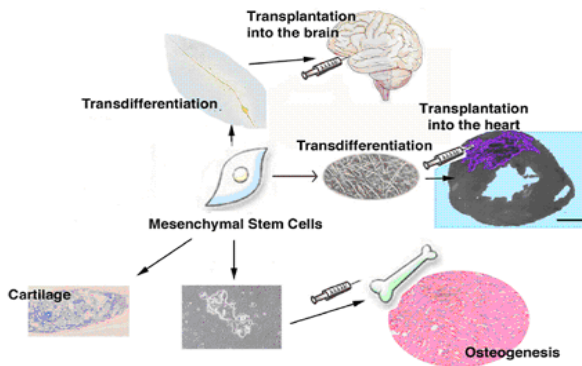 Transplantation
into the brain
Transdifferentiation
Transplantation
into the heart
Transdifferentiation
Mesenchymal Stem Cells
Cartilage
Osteogenesis